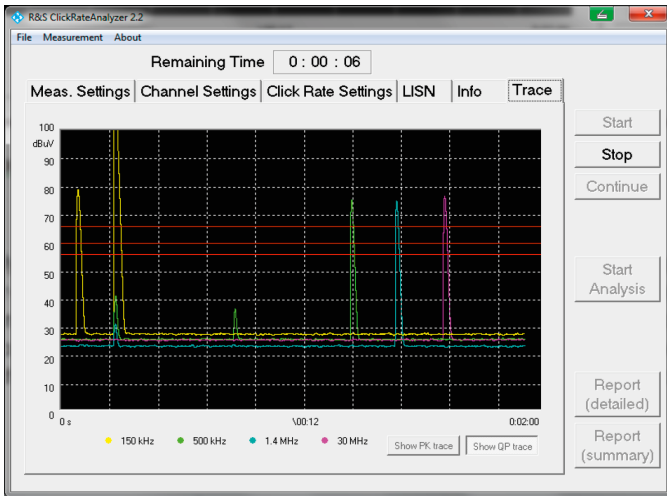 R&S ClickRateAnalyzer 2.2
File Measurement About
Remaining Time 0 : 00 : 06
Meas. Settings Channel Settings Click Rate Settings LISN Info Trace
100
dBuV
90
80
70
60
50
40
30
20
10
0
0 s \00:12 0:02:00
150 kHz 500 kHz 1.4 MHz 30 MHz Show PK trace Show QP trace
Start
Stop
Continue
Start
Analysis
Report
(detailed)
Report
(summary)